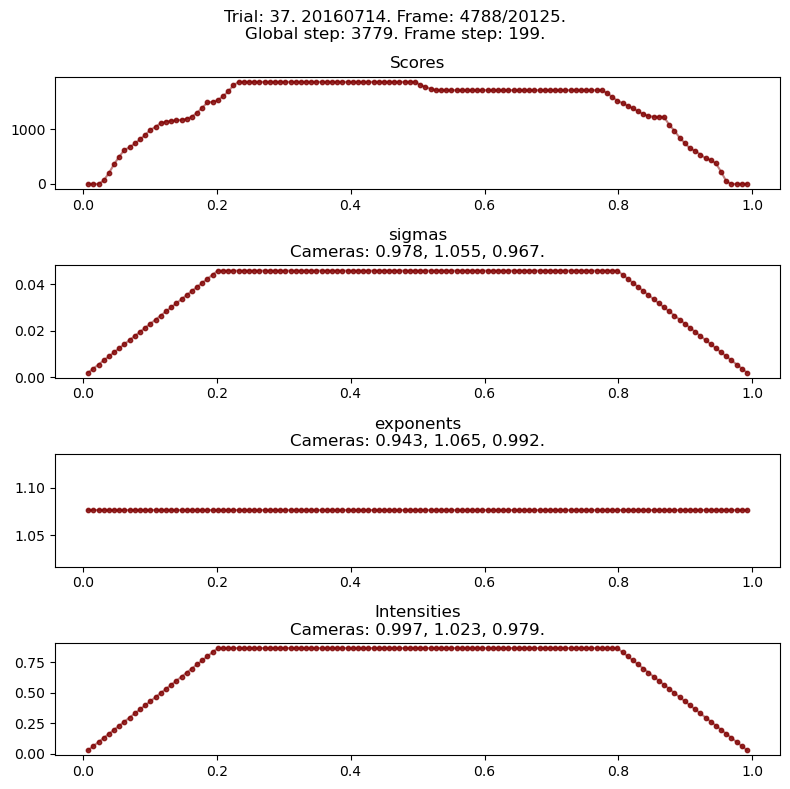 Trial: 37. 20160714. Frame: 4788/20125.
Global step: 3779. Frame step: 199.
Scores
1000
0
0.0 0.2 0.4 0.6 0.8 1.0
sigmas
Cameras: 0.978, 1.055, 0.967.
0.04
0.02
0.00
0.0 0.2 0.4 0.6 0.8 1.0
exponents
Cameras: 0.943, 1.065, 0.992.
1.10
1.05
0.0 0.2 0.4 0.6 0.8 1.0
Intensities
Cameras: 0.997, 1.023, 0.979.
0.75
0.50
0.25
0.00
0.0 0.2 0.4 0.6 0.8 1.0